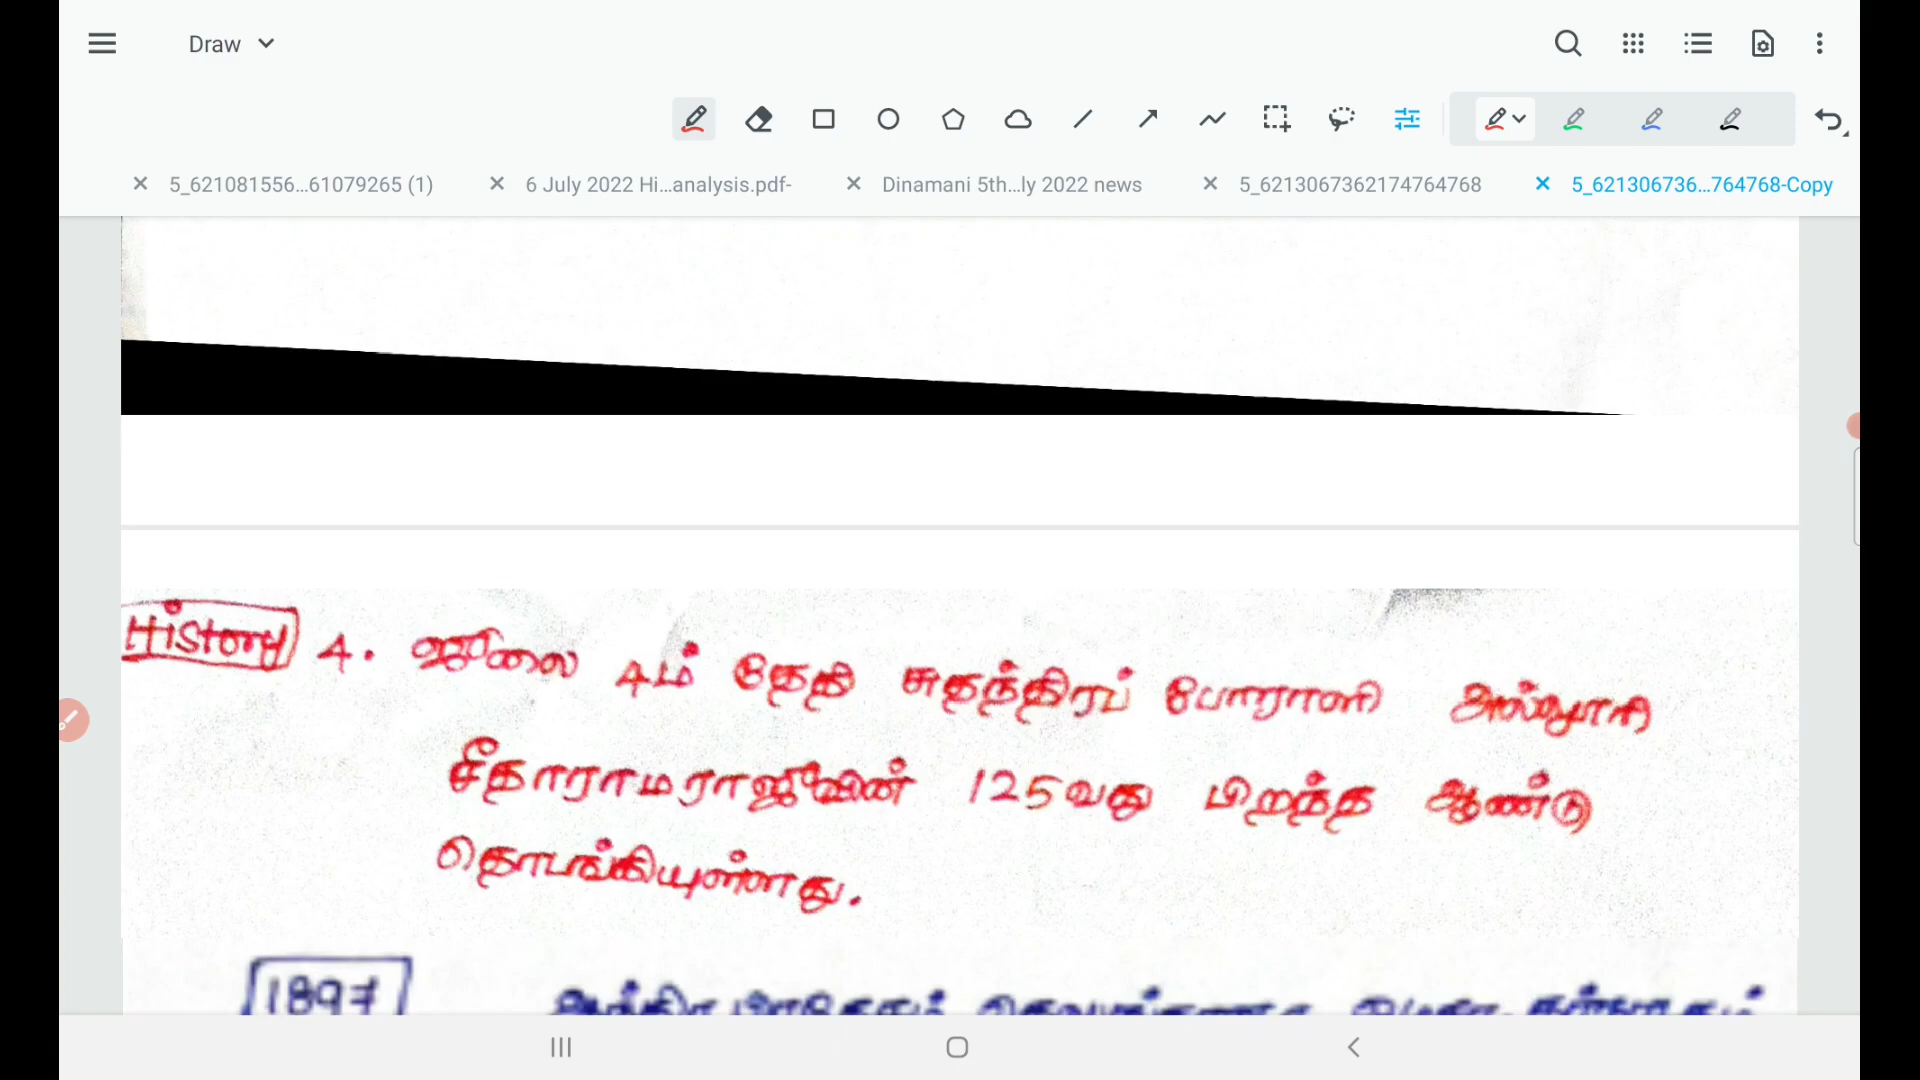 Draw
5_621081556...61079265 (1)
6 July 2022 Hi...analysis.pdf-
Dinamani 5th...ly 2022 news
5_6213067362174764768
5_621306736...764768-Copy
History 4. ஜூலை 4ம் தேதி சுதந்திரப் போராளி அல்லூரி
சீதாராமராஜூவின் 125வது பிறந்த ஆண்டு
தொடங்கியுள்ளது.
1897